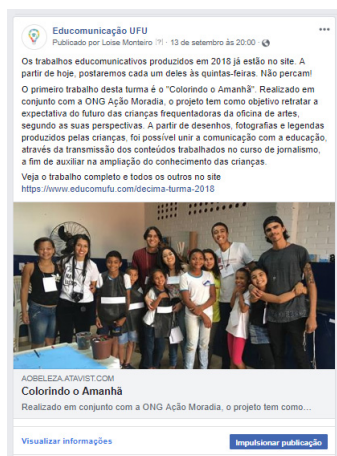 Educomunicação UFU
Publicado por Loise Monteiro [?] · 13 de setembro às 20:00 ·
Os trabalhos educomunicativos produzidos em 2018 já estão no site. A
partir de hoje, postaremos cada um deles às quintas-feiras. Não percam!
O primeiro trabalho desta turma é o "Colorindo o Amanhã". Realizado em
conjunto com a ONG Ação Moradia, o projeto tem como objetivo retratar a
expectativa do futuro das crianças frequentadoras da oficina de artes,
segundo as suas perspectivas. A partir de desenhos, fotografias e legendas
produzidos pelas crianças, foi possível unir a comunicação com a educação,
através da transmissão dos conteúdos trabalhados no curso de jornalismo,
a fim de auxiliar na ampliação do conhecimento das crianças.
Veja o trabalho completo e todos os outros no site
https://www.educomufu.com/decima-turma-2018
AOBELEZA.ATAVIST.COM
Colorindo o Amanhã
Realizado em conjunto com a ONG Ação Moradia, o projeto tem como...
Visualizar informações
Impulsionar publicação